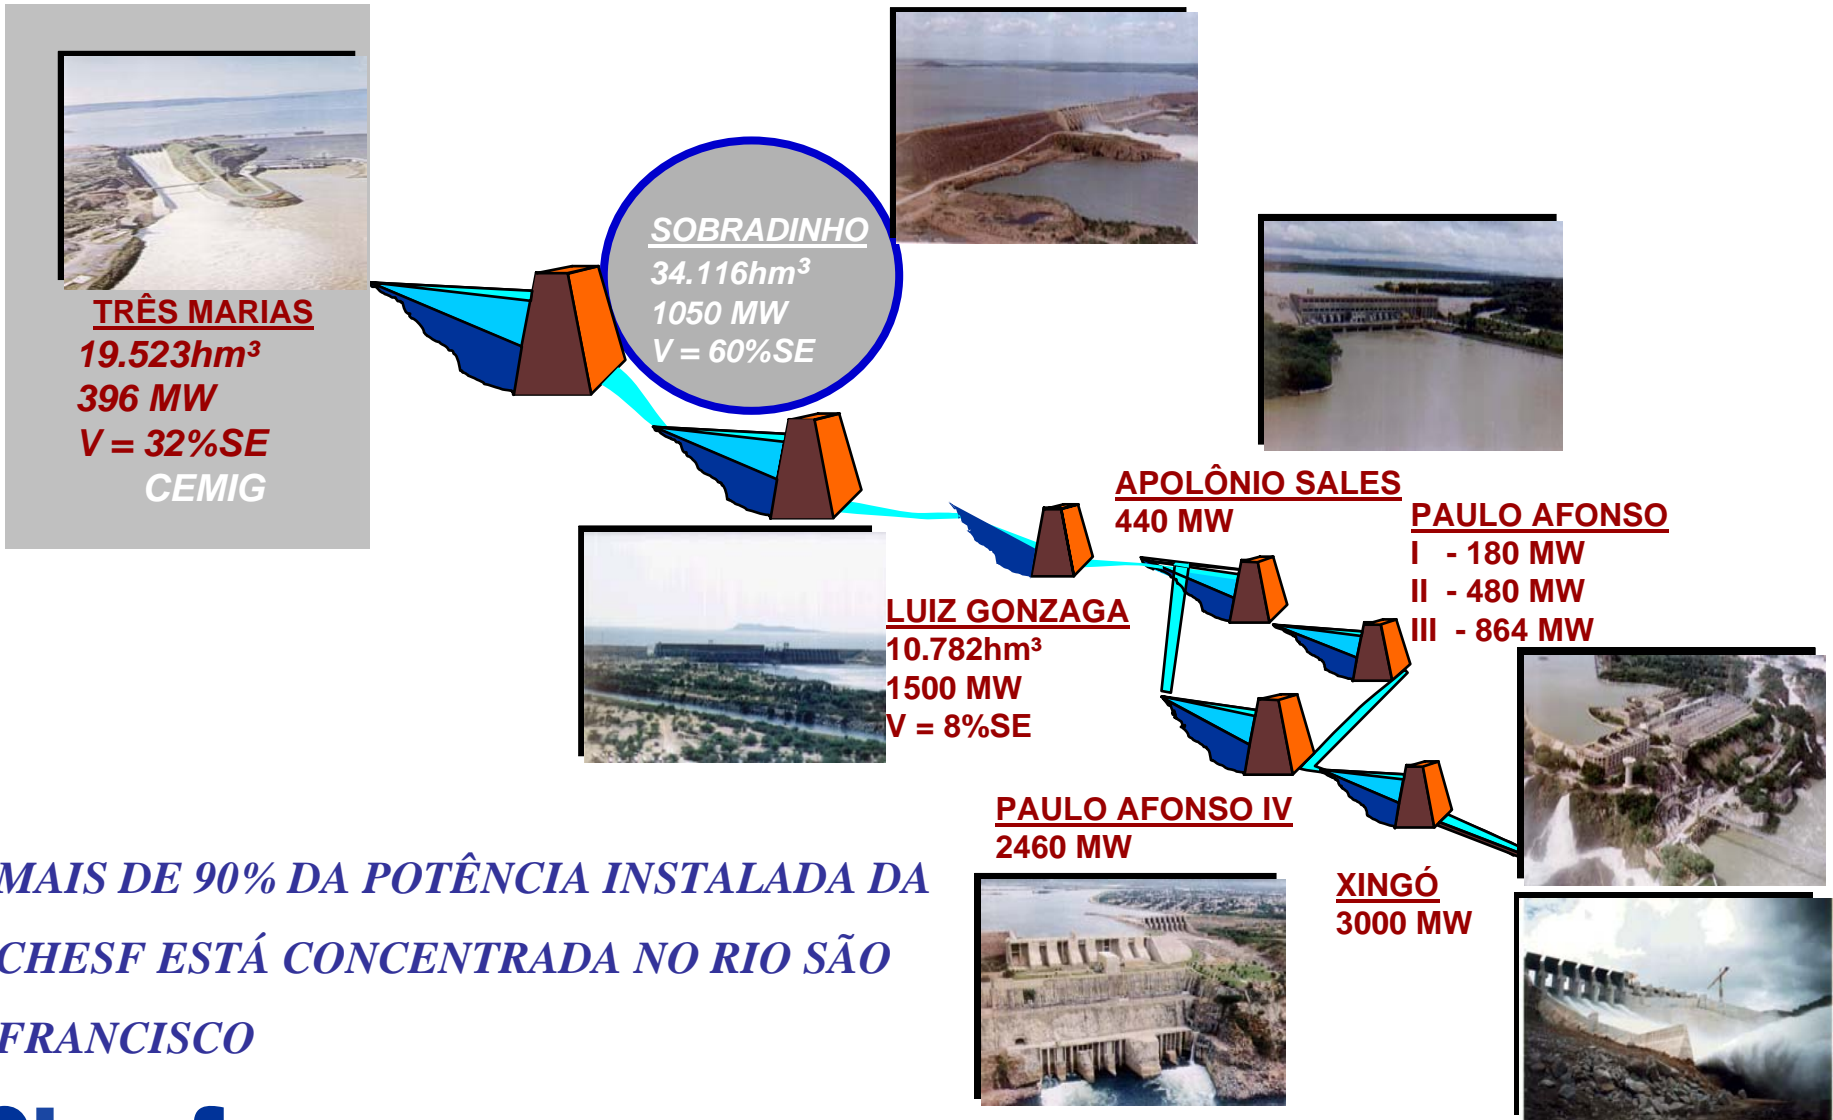 TRÊS MARIAS
19.523hm³
396 MW
V = 32%SE
CEMIG
SOBRADINHO
34.116hm³
1050 MW
V = 60%SE
LUIZ GONZAGA
10.782hm³
1500 MW
V = 8%SE
APOLÔNIO SALES
440 MW
PAULO AFONSO
I - 180 MW
II - 480 MW
III - 864 MW
PAULO AFONSO IV
2460 MW
XINGÓ
3000 MW
MAIS DE 90% DA POTÊNCIA INSTALADA DA
CHESF ESTÁ CONCENTRADA NO RIO SÃO
FRANCISCO